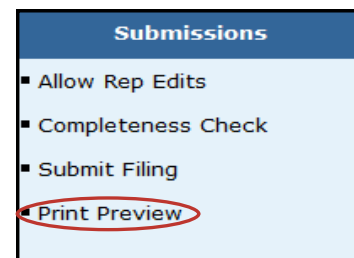 Submissions
▪ Allow Rep Edits
▪ Completeness Check
▪ Submit Filing
▪ Print Preview